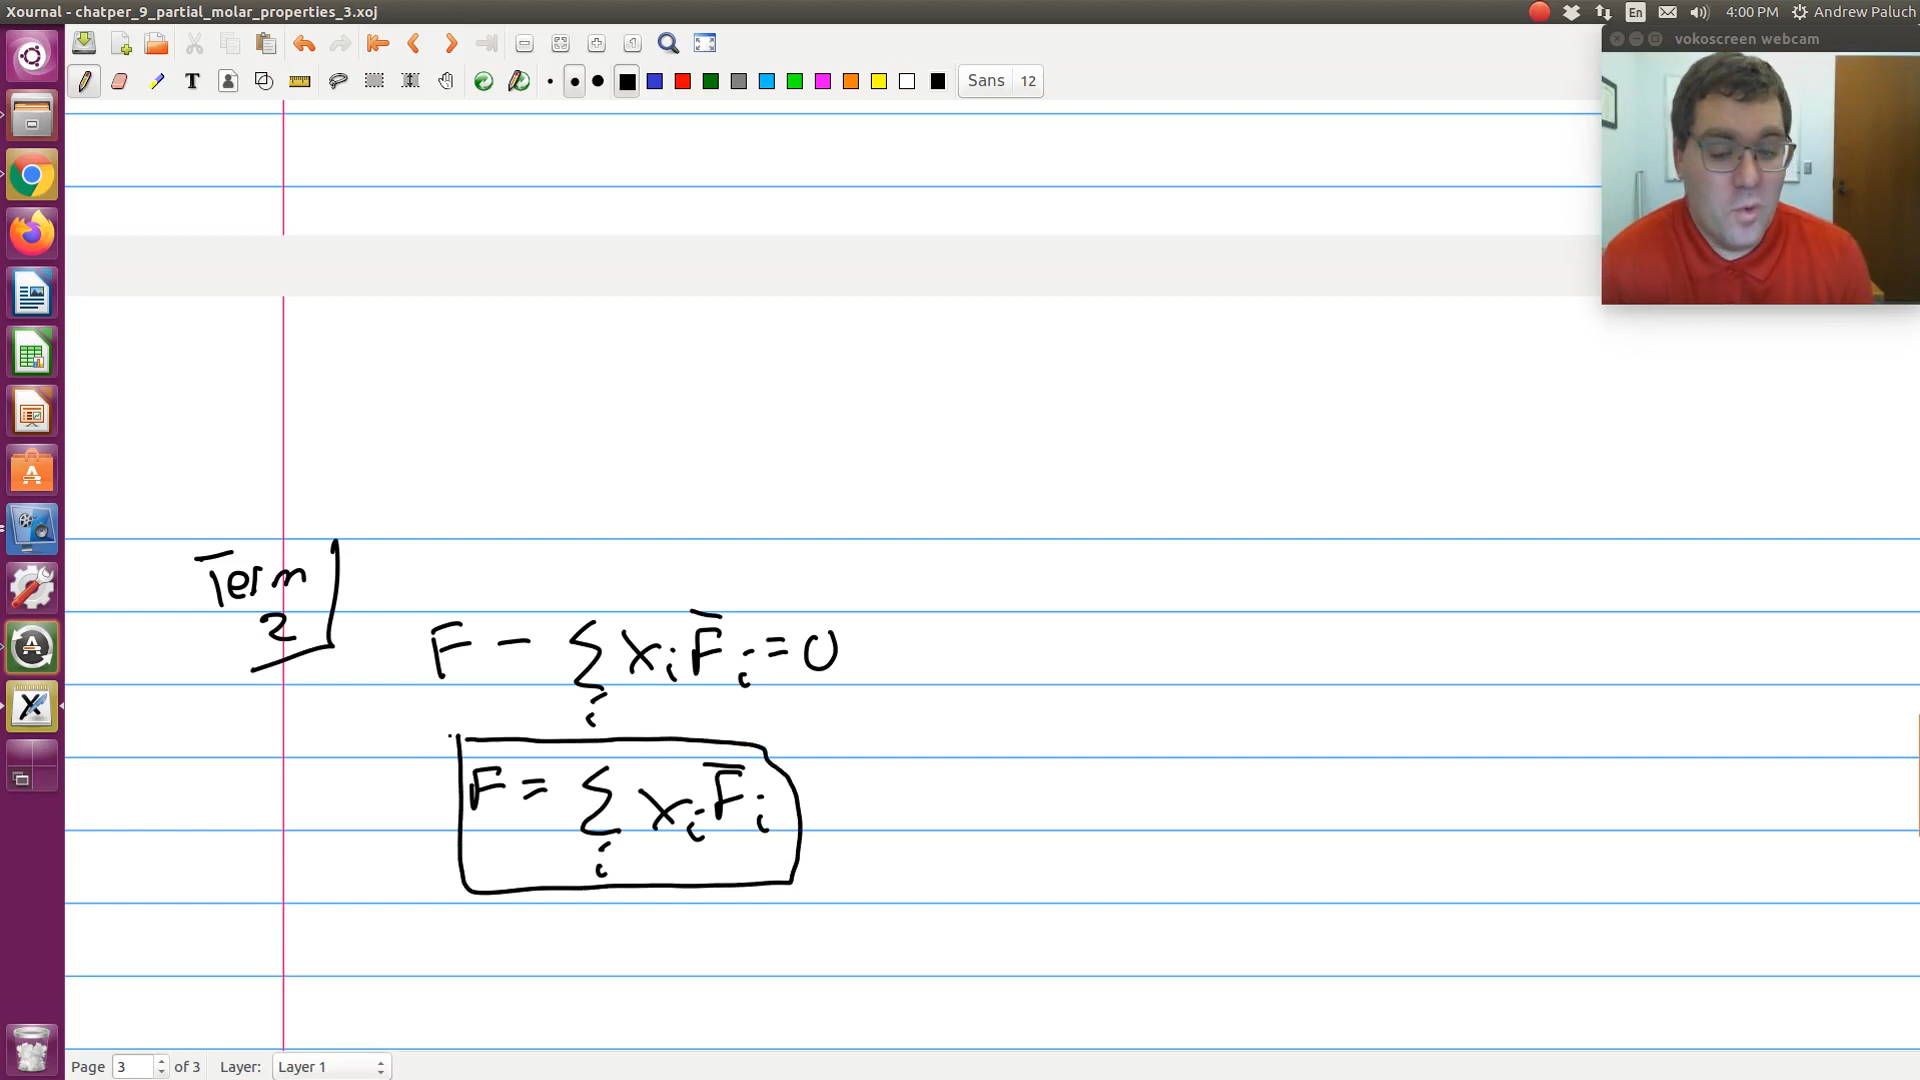 Xournal - chatper_9_partial_molar_properties_3.xoj
En
4:00 PM
Andrew Paluch
vokoscreen webcam
T
Sans 12
Term
2
F - Σ xᵢ F̅ᵢ = 0
i
F = Σ xᵢ F̅ᵢ
i
Page 3 of 3 Layer: Layer 1